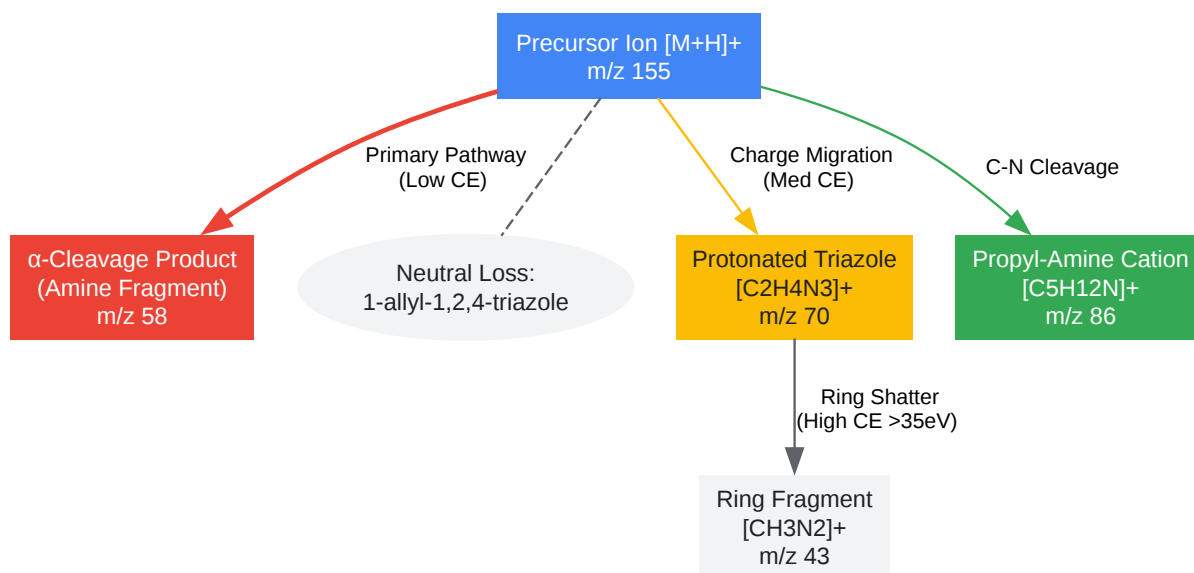 Precursor Ion [M+H]+
m/z 155
Primary Pathway
(Low CE)
Charge Migration
(Med CE)
C-N Cleavage
α-Cleavage Product
(Amine Fragment)
m/z 58
Neutral Loss:
1-allyl-1,2,4-triazole
Protonated Triazole
[C2H4N3]+
m/z 70
Propyl-Amine Cation
[C5H12N]+
m/z 86
Ring Shatter
(High CE >35eV)
Ring Fragment
[CH3N2]+
m/z 43